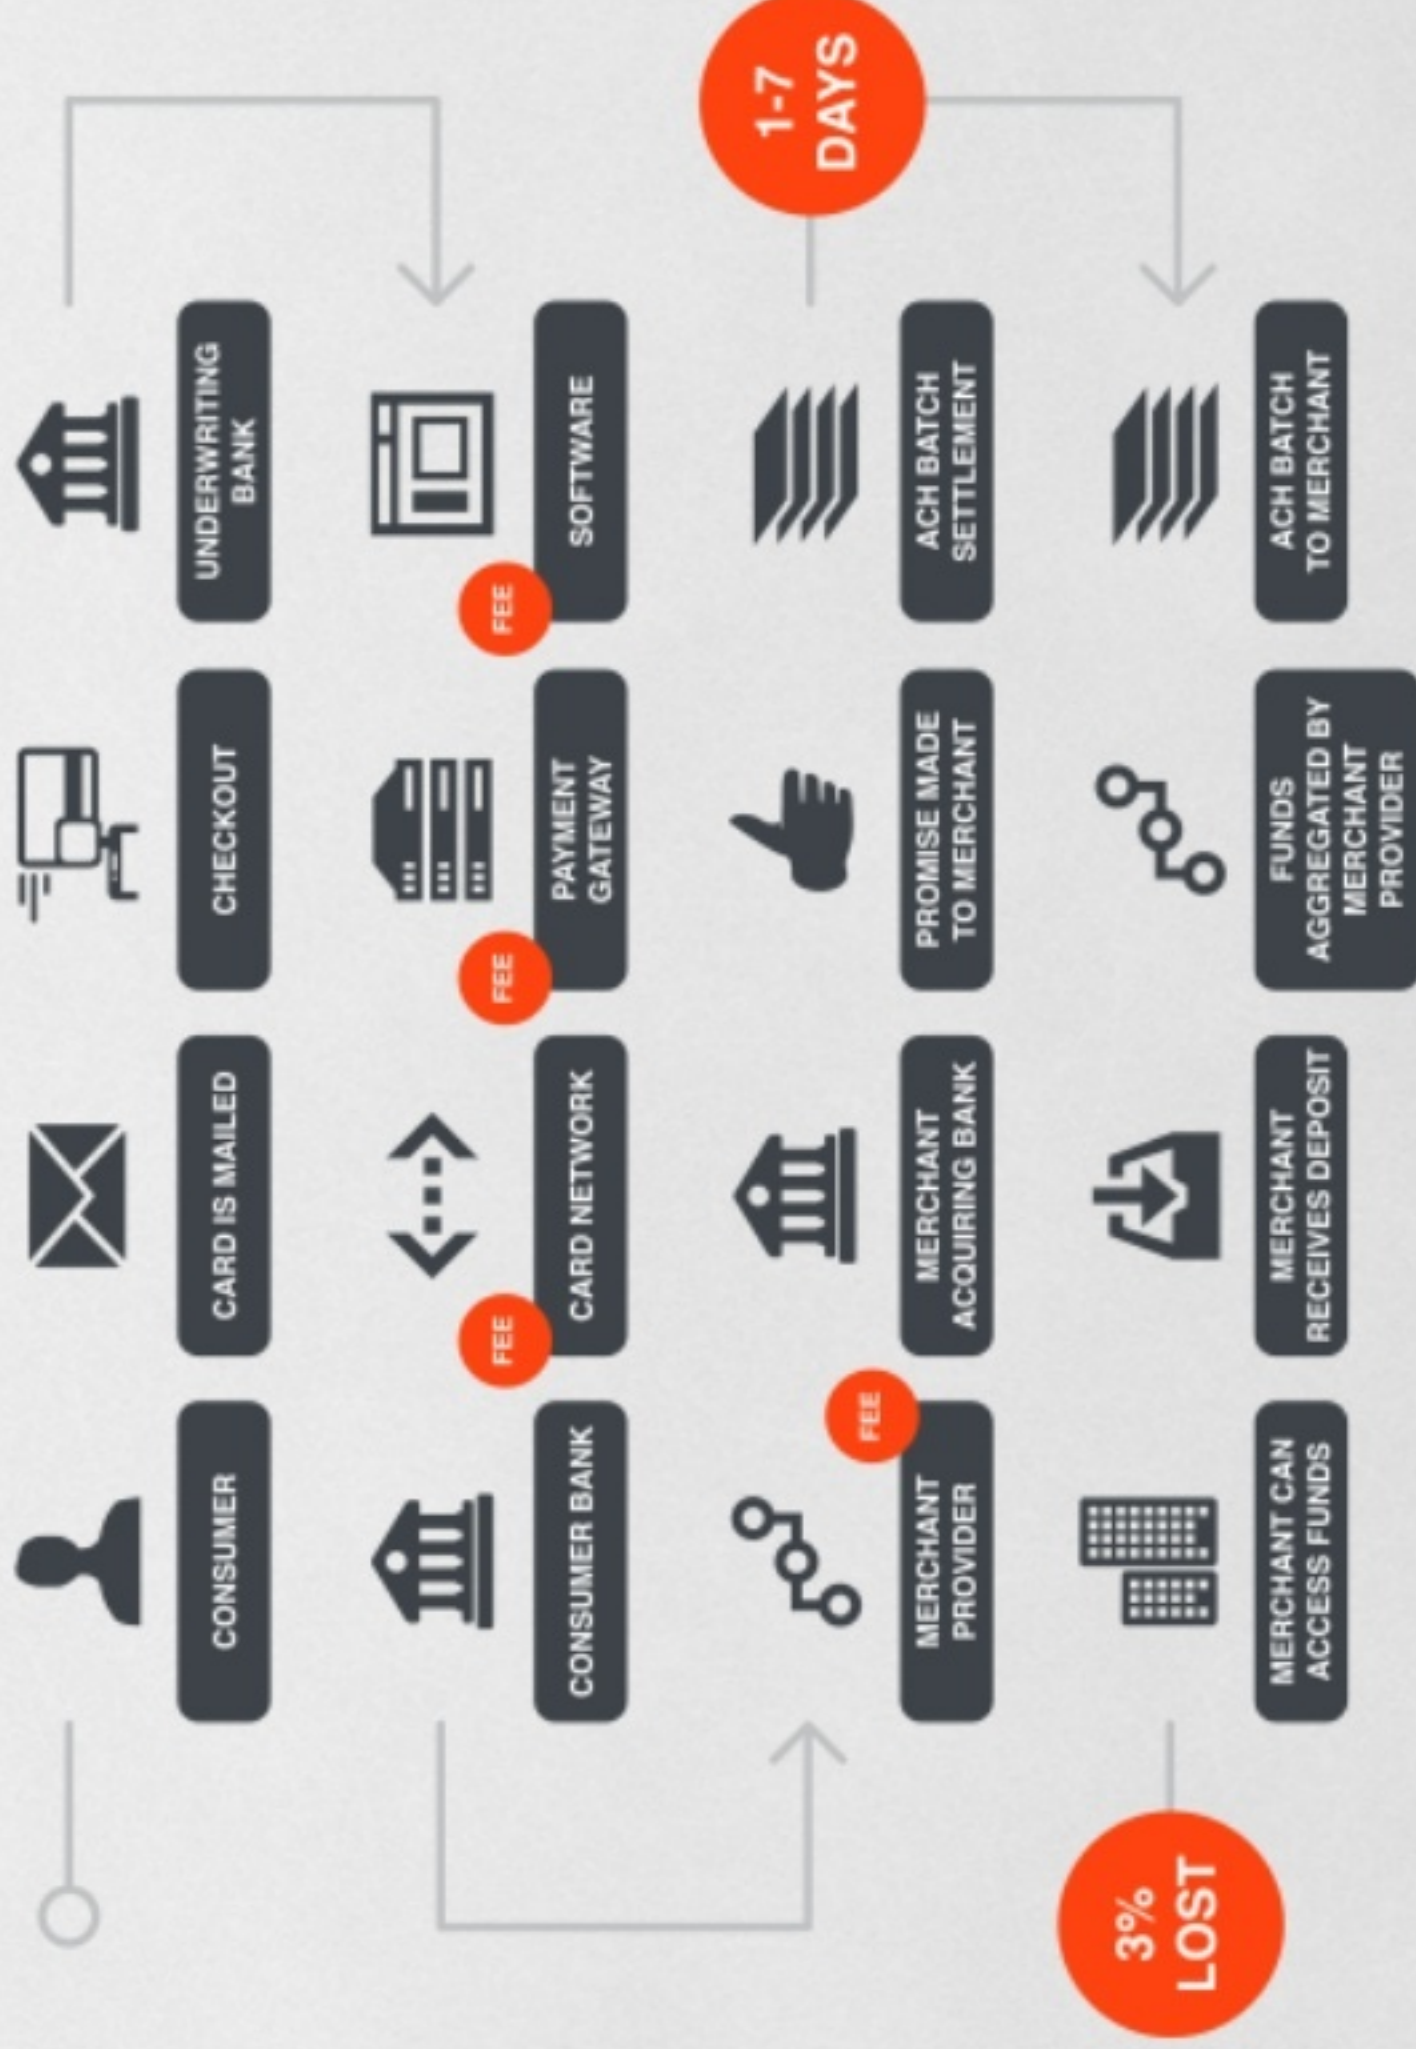 CONSUMER
CARD IS MAILED
CHECKOUT
UNDERWRITING
BANK
FEE
FEE
FEE
CONSUMER BANK
CARD NETWORK
PAYMENT
GATEWAY
SOFTWARE
1-7
DAYS
FEE
MERCHANT
PROVIDER
MERCHANT
ACQUIRING BANK
PROMISE MADE
TO MERCHANT
ACH BATCH
SETTLEMENT
3%
LOST
MERCHANT CAN
ACCESS FUNDS
MERCHANT
RECEIVES DEPOSIT
FUNDS
AGGREGATED BY
MERCHANT
PROVIDER
ACH BATCH
TO MERCHANT